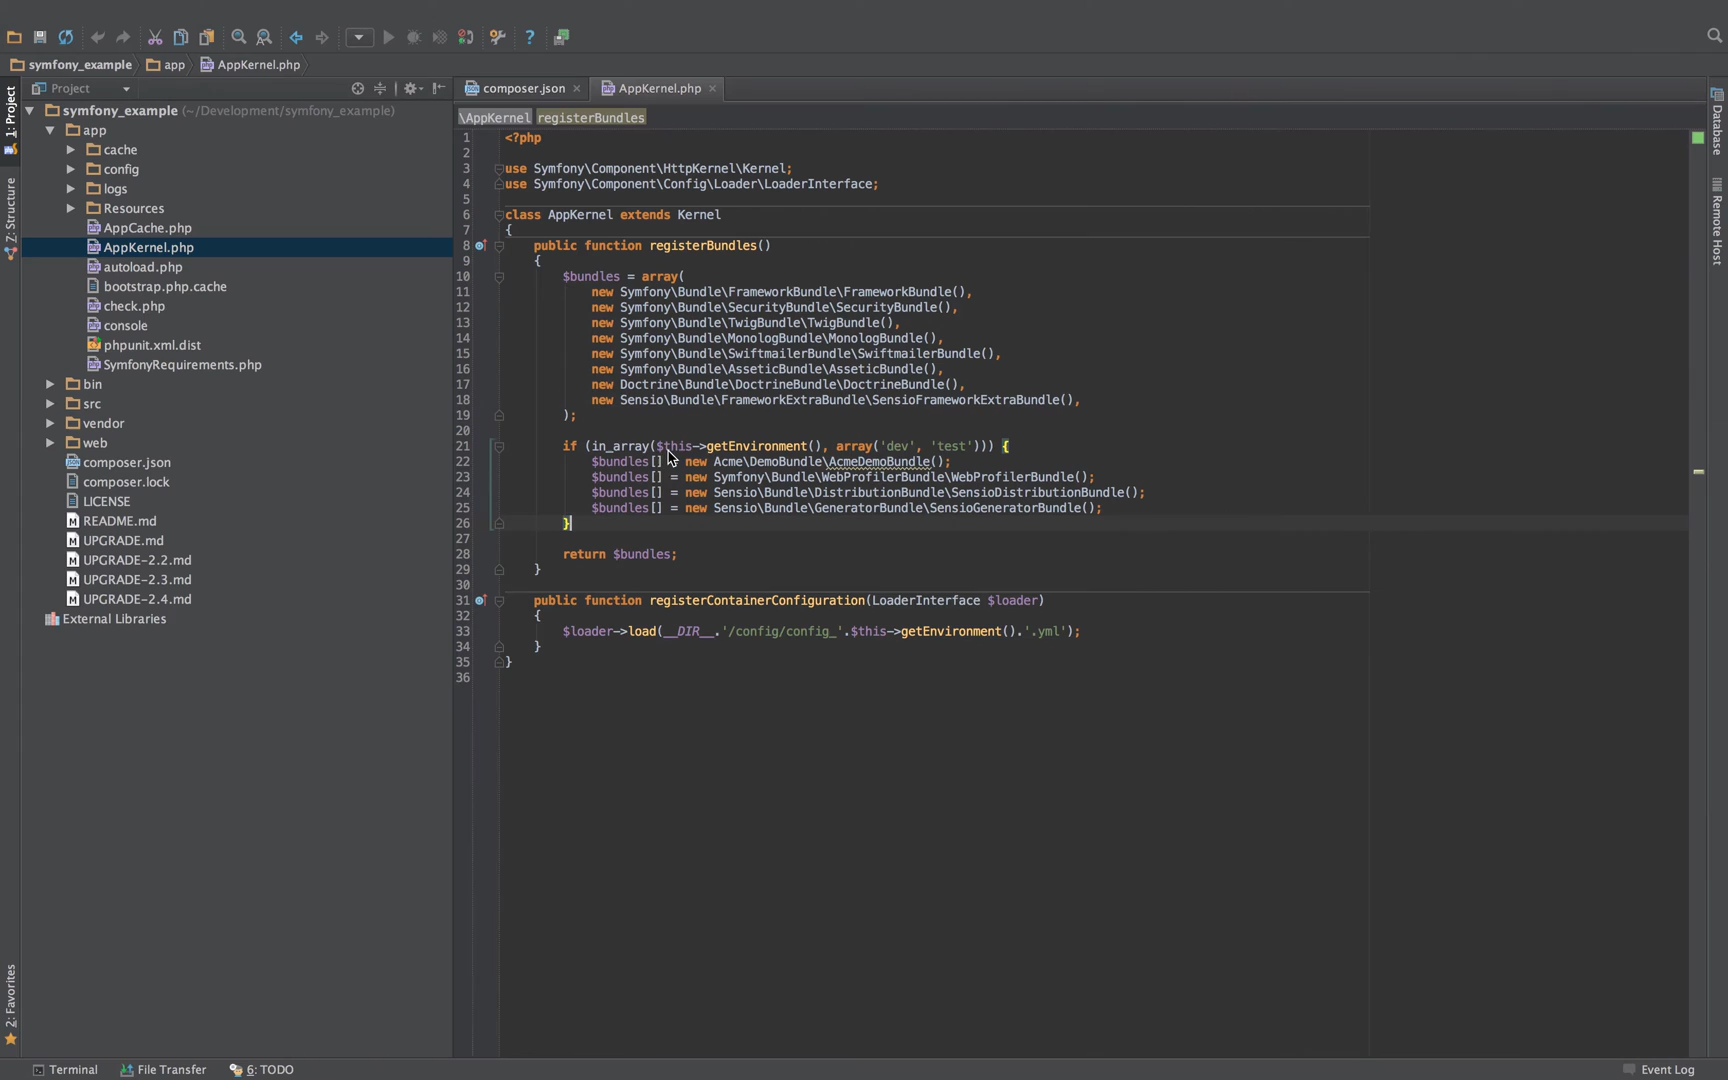 symfony_example
app
AppKernel.php
Project
composer.json
AppKernel.php
1: Project
Z: Structure
2: Favorites
symfony_example (~/Development/symfony_example)
app
cache
config
logs
Resources
AppCache.php
AppKernel.php
autoload.php
bootstrap.php.cache
check.php
console
phpunit.xml.dist
SymfonyRequirements.php
bin
src
vendor
web
composer.json
composer.lock
LICENSE
README.md
UPGRADE.md
UPGRADE-2.2.md
UPGRADE-2.3.md
UPGRADE-2.4.md
External Libraries
\AppKernel registerBundles
1 <?php
2
3 use Symfony\Component\HttpKernel\Kernel;
4 use Symfony\Component\Config\Loader\LoaderInterface;
5
6 class AppKernel extends Kernel
7 {
8 public function registerBundles()
9 {
10 $bundles = array(
11 new Symfony\Bundle\FrameworkBundle\FrameworkBundle(),
12 new Symfony\Bundle\SecurityBundle\SecurityBundle(),
13 new Symfony\Bundle\TwigBundle\TwigBundle(),
14 new Symfony\Bundle\MonologBundle\MonologBundle(),
15 new Symfony\Bundle\SwiftmailerBundle\SwiftmailerBundle(),
16 new Symfony\Bundle\AsseticBundle\AsseticBundle(),
17 new Doctrine\Bundle\DoctrineBundle\DoctrineBundle(),
18 new Sensio\Bundle\FrameworkExtraBundle\SensioFrameworkExtraBundle(),
19 );
20
21 if (in_array($this->getEnvironment(), array('dev', 'test'))) {
22 $bundles[] = new Acme\DemoBundle\AcmeDemoBundle();
23 $bundles[] = new Symfony\Bundle\WebProfilerBundle\WebProfilerBundle();
24 $bundles[] = new Sensio\Bundle\DistributionBundle\SensioDistributionBundle();
25 $bundles[] = new Sensio\Bundle\GeneratorBundle\SensioGeneratorBundle();
26 }
27
28 return $bundles;
29 }
30
31 public function registerContainerConfiguration(LoaderInterface $loader)
32 {
33 $loader->load(__DIR__.'/config/config_'.$this->getEnvironment().'.yml');
34 }
35 }
36
Database
Remote Host
Terminal
File Transfer
6: TODO
Event Log